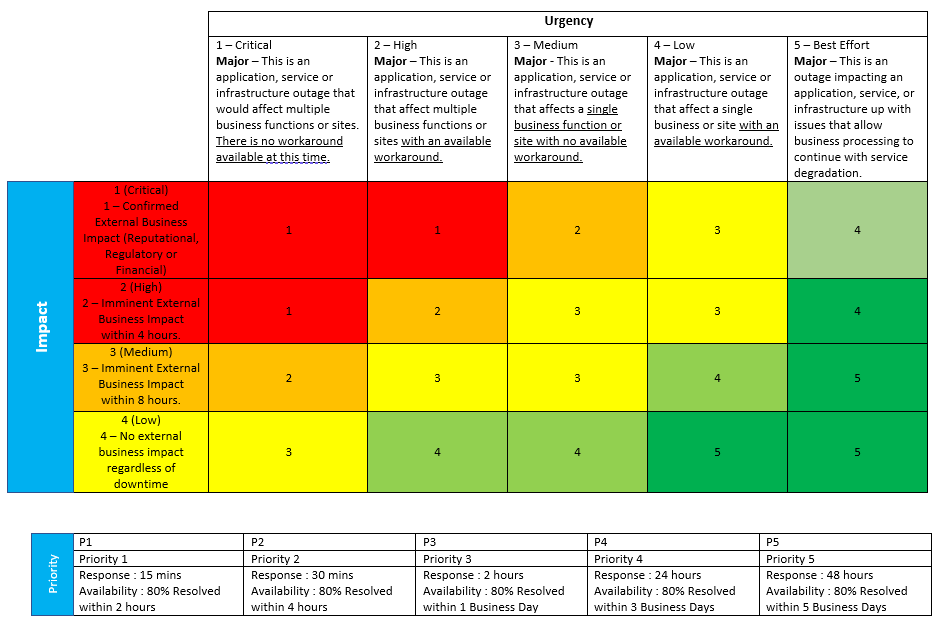 Urgency
1 – Critical
Major – This is an
application, service or
infrastructure outage that
would affect multiple
business functions or sites.
There is no workaround
available at this time.
2 – High
Major – This is an
application, service or
infrastructure outage
that affect multiple
business functions or
sites with an available
workaround.
3 – Medium
Major - This is an
application, service or
infrastructure outage
that affects a single
business function or
site with no available
workaround.
4 – Low
Major – This is an
application, service or
infrastructure outage
that affect a single
business or site with an
available workaround.
5 – Best Effort
Major – This is an
outage impacting an
application, service, or
infrastructure up with
issues that allow
business processing to
continue with service
degradation.
Impact
1 (Critical)
1 – Confirmed
External Business
Impact (Reputational,
Regulatory or
Financial)
1
1
2
3
4
2 (High)
2 – Imminent External
Business Impact
within 4 hours.
1
2
3
3
4
3 (Medium)
3 – Imminent External
Business Impact
within 8 hours.
2
3
3
4
5
4 (Low)
4 – No external
business impact
regardless of
downtime
3
4
4
5
5
Priority
P1
P2
P3
P4
P5
Priority 1
Priority 2
Priority 3
Priority 4
Priority 5
Response : 15 mins
Availability : 80% Resolved
within 2 hours
Response : 30 mins
Availability : 80% Resolved
within 4 hours
Response : 2 hours
Availability : 80% Resolved
within 1 Business Day
Response : 24 hours
Availability : 80% Resolved
within 3 Business Days
Response : 48 hours
Availability : 80% Resolved
within 5 Business Days